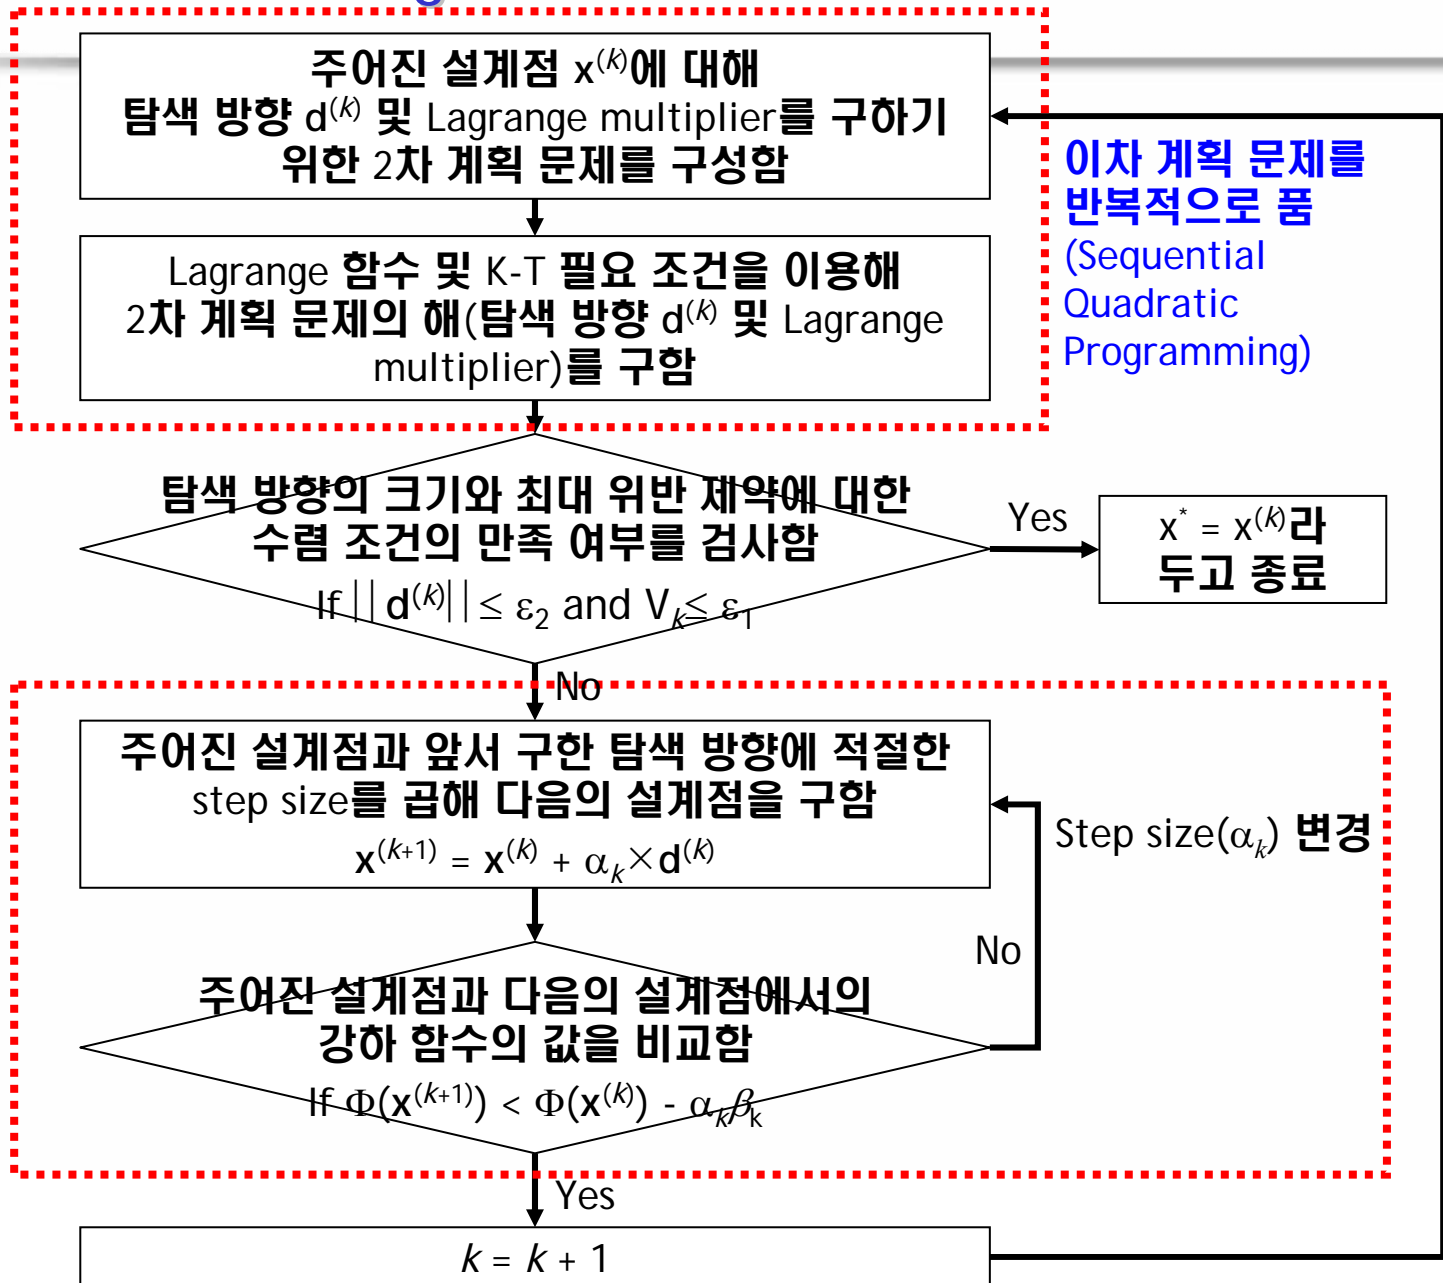 주어진 설계점 x⁽ᵏ⁾에 대해
탐색 방향 d⁽ᵏ⁾ 및 Lagrange multiplier를 구하기
위한 2차 계획 문제를 구성함
이차 계획 문제를
반복적으로 품
(Sequential
Quadratic
Programming)
Lagrange 함수 및 K-T 필요 조건을 이용해
2차 계획 문제의 해(탐색 방향 d⁽ᵏ⁾ 및 Lagrange
multiplier)를 구함
탐색 방향의 크기와 최대 위반 제약에 대한
수렴 조건의 만족 여부를 검사함
If ||d⁽ᵏ⁾|| ≤ ε₂ and Vₖ ≤ ε₁
Yes
x* = x⁽ᵏ⁾라
두고 종료
No
주어진 설계점과 앞서 구한 탐색 방향에 적절한
step size를 곱해 다음의 설계점을 구함
x⁽ᵏ⁺¹⁾ = x⁽ᵏ⁾ + αₖ×d⁽ᵏ⁾
Step size(αₖ) 변경
No
주어진 설계점과 다음의 설계점에서의
강하 함수의 값을 비교함
If Φ(x⁽ᵏ⁺¹⁾) < Φ(x⁽ᵏ⁾) - αₖβₖ
Yes
k = k + 1